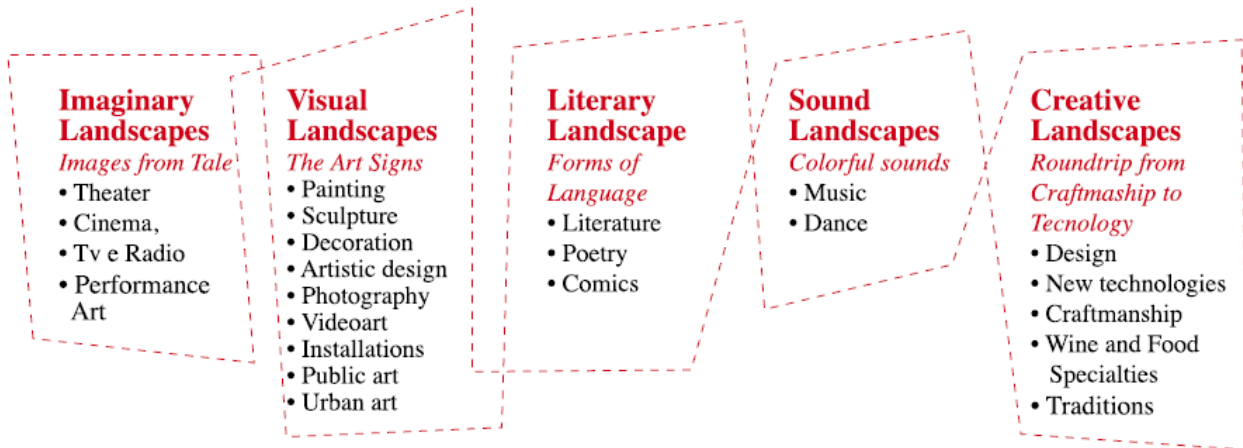 Imaginary
Landscapes
Images from Tale
• Theater
• Cinema,
• Tv e Radio
• Performance
Art
Visual
Landscapes
The Art Signs
• Painting
• Sculpture
• Decoration
• Artistic design
• Photography
• Videoart
• Installations
• Public art
• Urban art
Literary
Landscape
Forms of
Language
• Literature
• Poetry
• Comics
Sound
Landscapes
Colorful sounds
• Music
• Dance
Creative
Landscapes
Roundtrip from
Craftmaship to
Tecnology
• Design
• New technologies
• Craftmanship
• Wine and Food
Specialties
• Traditions